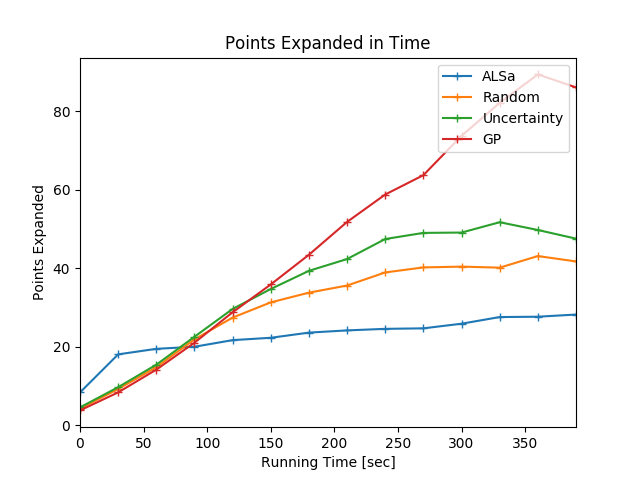 Points Expanded in Time
ALSa
Random
Uncertainty
GP
Points Expanded
80
60
40
20
0
0 50 100 150 200 250 300 350
Running Time [sec]